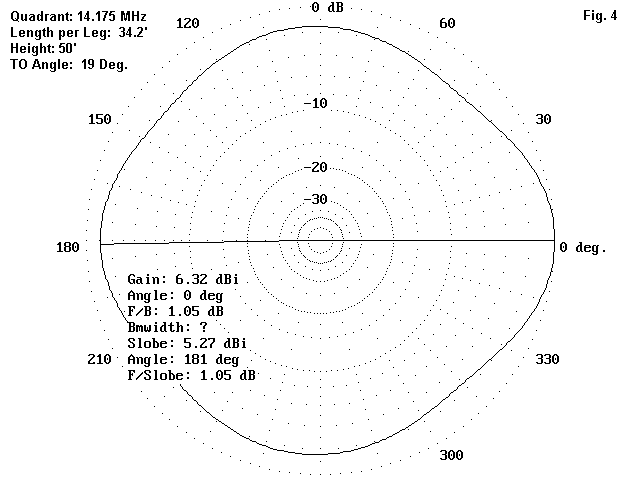 Quadrant: 14.175 MHz
Length per Leg: 34.2'
Height: 50'
TO Angle: 19 Deg.
Fig. 4
0 dB
120
60
-10
150
30
-20
-30
180
0 deg.
Gain: 6.32 dBi
Angle: 0 deg
F/B: 1.05 dB
Bmwidth: ?
Slobe: 5.27 dBi
Angle: 181 deg
F/Slobe: 1.05 dB
210
330
300